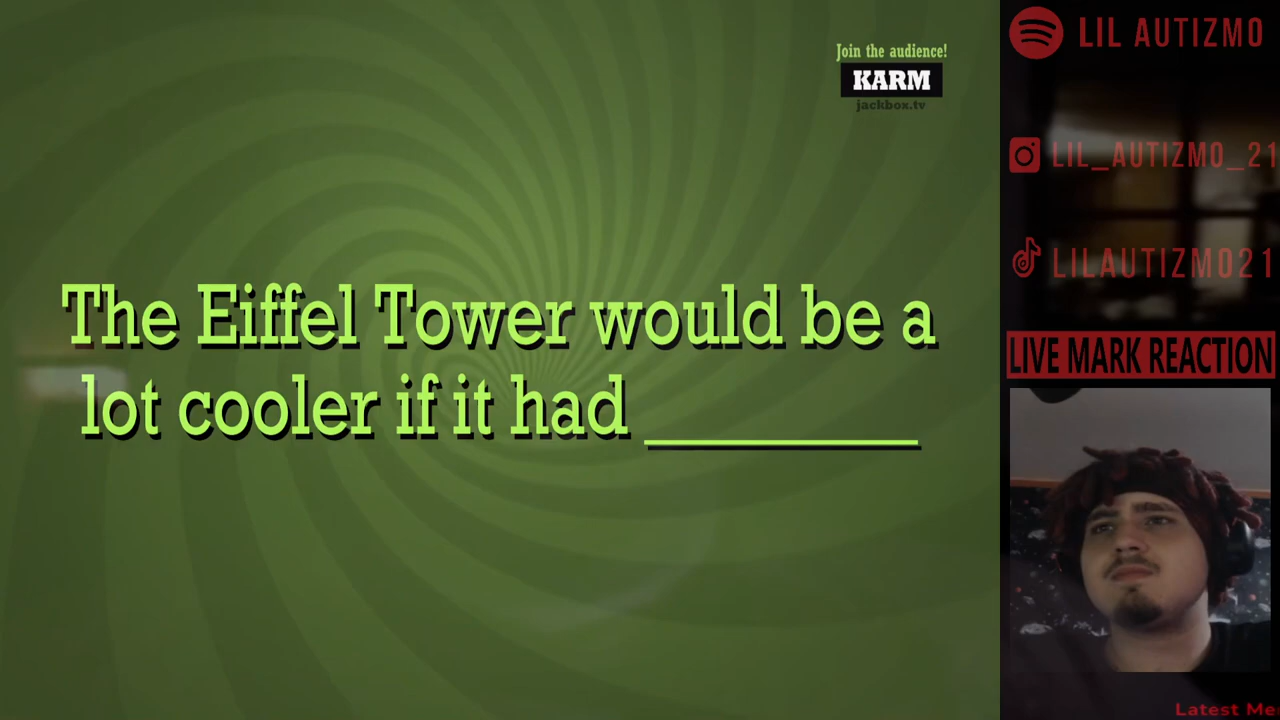 Join the audience!
KARM
jackbox.tv
The Eiffel Tower would be a
lot cooler if it had ________
LIL AUTIZMO
LIL_AUTIZMO_21
LILAUTIZMO21
LIVE MARK REACTION
Latest Me